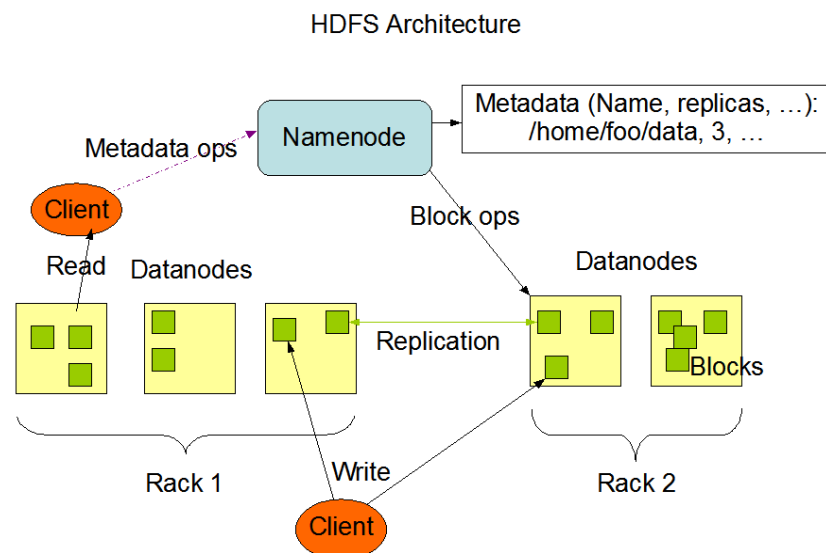 HDFS Architecture
Metadata (Name, replicas, …):
/home/foo/data, 3, …
Namenode
Metadata ops
Client
Block ops
Read
Datanodes
Datanodes
Replication
Blocks
Rack 1
Write
Rack 2
Client